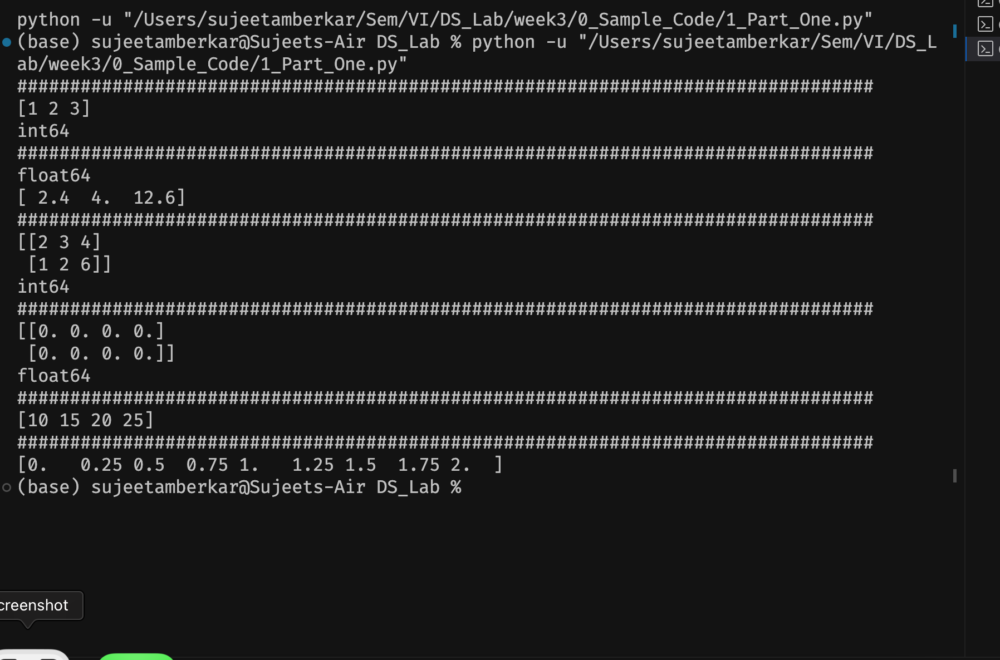 python -u "/Users/sujeetamberkar/Sem/VI/DS_Lab/week3/0_Sample_Code/1_Part_One.py"
(base) sujeetamberkar@Sujeets-Air DS_Lab % python -u "/Users/sujeetamberkar/Sem/VI/DS_L
ab/week3/0_Sample_Code/1_Part_One.py"
#################################################################################
[1 2 3]
int64
#################################################################################
float64
[ 2.4  4.  12.6]
#################################################################################
[[2 3 4]
 [1 2 6]]
int64
#################################################################################
[[0. 0. 0. 0.]
 [0. 0. 0. 0.]]
float64
#################################################################################
[10 15 20 25]
#################################################################################
[0.   0.25 0.5  0.75 1.   1.25 1.5  1.75 2.  ]
(base) sujeetamberkar@Sujeets-Air DS_Lab %
creenshot